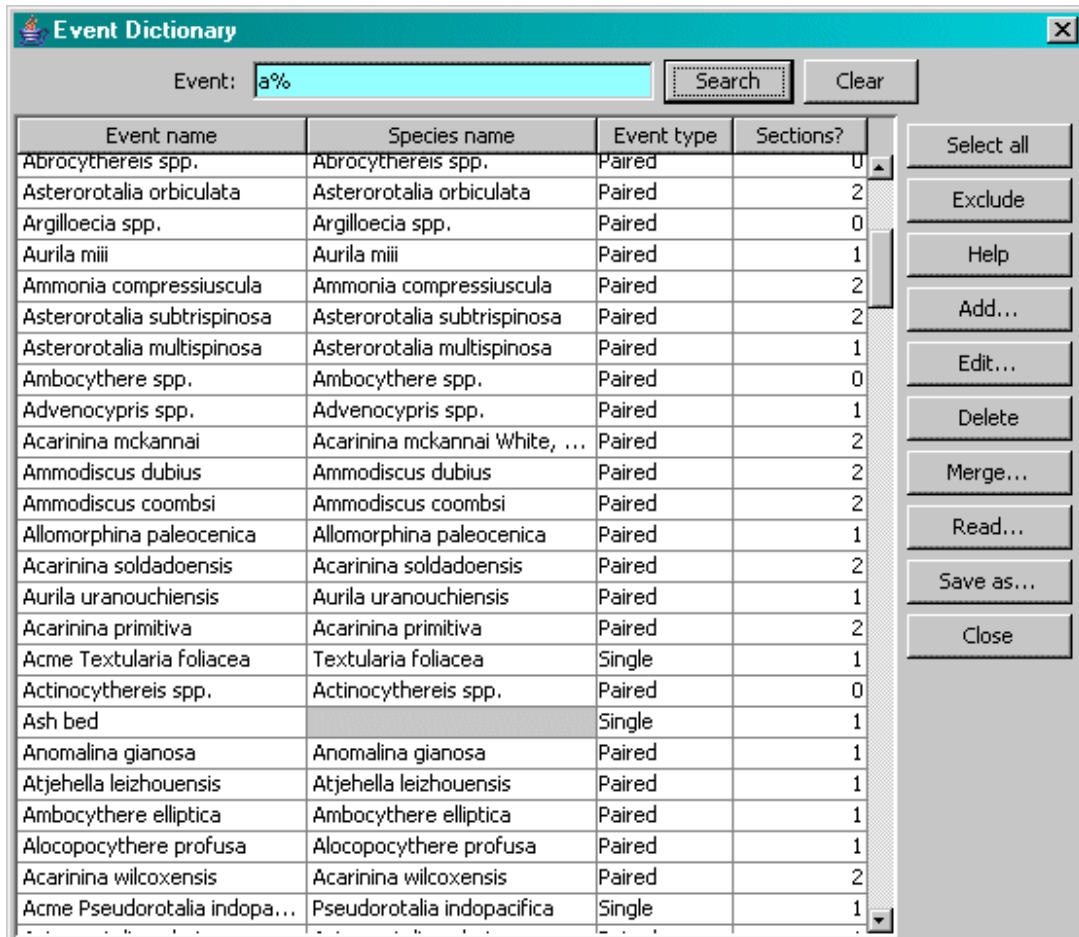 Event Dictionary
Event: a% Search Clear
Event name Species name Event type Sections?
Abrocythereis spp. Abrocythereis spp. Paired 0
Asterorotalia orbiculata Asterorotalia orbiculata Paired 2
Argilloecia spp. Argilloecia spp. Paired 0
Aurila miii Aurila miii Paired 1
Ammonia compressiuscula Ammonia compressiuscula Paired 2
Asterorotalia subtrispinosa Asterorotalia subtrispinosa Paired 2
Asterorotalia multispinosa Asterorotalia multispinosa Paired 1
Ambocythere spp. Ambocythere spp. Paired 0
Advenocypris spp. Advenocypris spp. Paired 1
Acarinina mckannai Acarinina mckannai White, ... Paired 2
Ammodiscus dubius Ammodiscus dubius Paired 2
Ammodiscus coombsi Ammodiscus coombsi Paired 2
Allomorphina paleocenica Allomorphina paleocenica Paired 1
Acarinina soldadoensis Acarinina soldadoensis Paired 2
Aurila uranouchiensis Aurila uranouchiensis Paired 1
Acarinina primitiva Acarinina primitiva Paired 2
Acme Textularia foliacea Textularia foliacea Single 1
Actinocythereis spp. Actinocythereis spp. Paired 0
Ash bed Single 1
Anomalina gianosa Anomalina gianosa Paired 1
Atjehella leizhouensis Atjehella leizhouensis Paired 1
Ambocythere elliptica Ambocythere elliptica Paired 1
Alocopocythere profusa Alocopocythere profusa Paired 1
Acarinina wilcoxensis Acarinina wilcoxensis Paired 2
Acme Pseudorotalia indopa... Pseudorotalia indopacifica Single 1
Select all
Exclude
Help
Add...
Edit...
Delete
Merge...
Read...
Save as...
Close